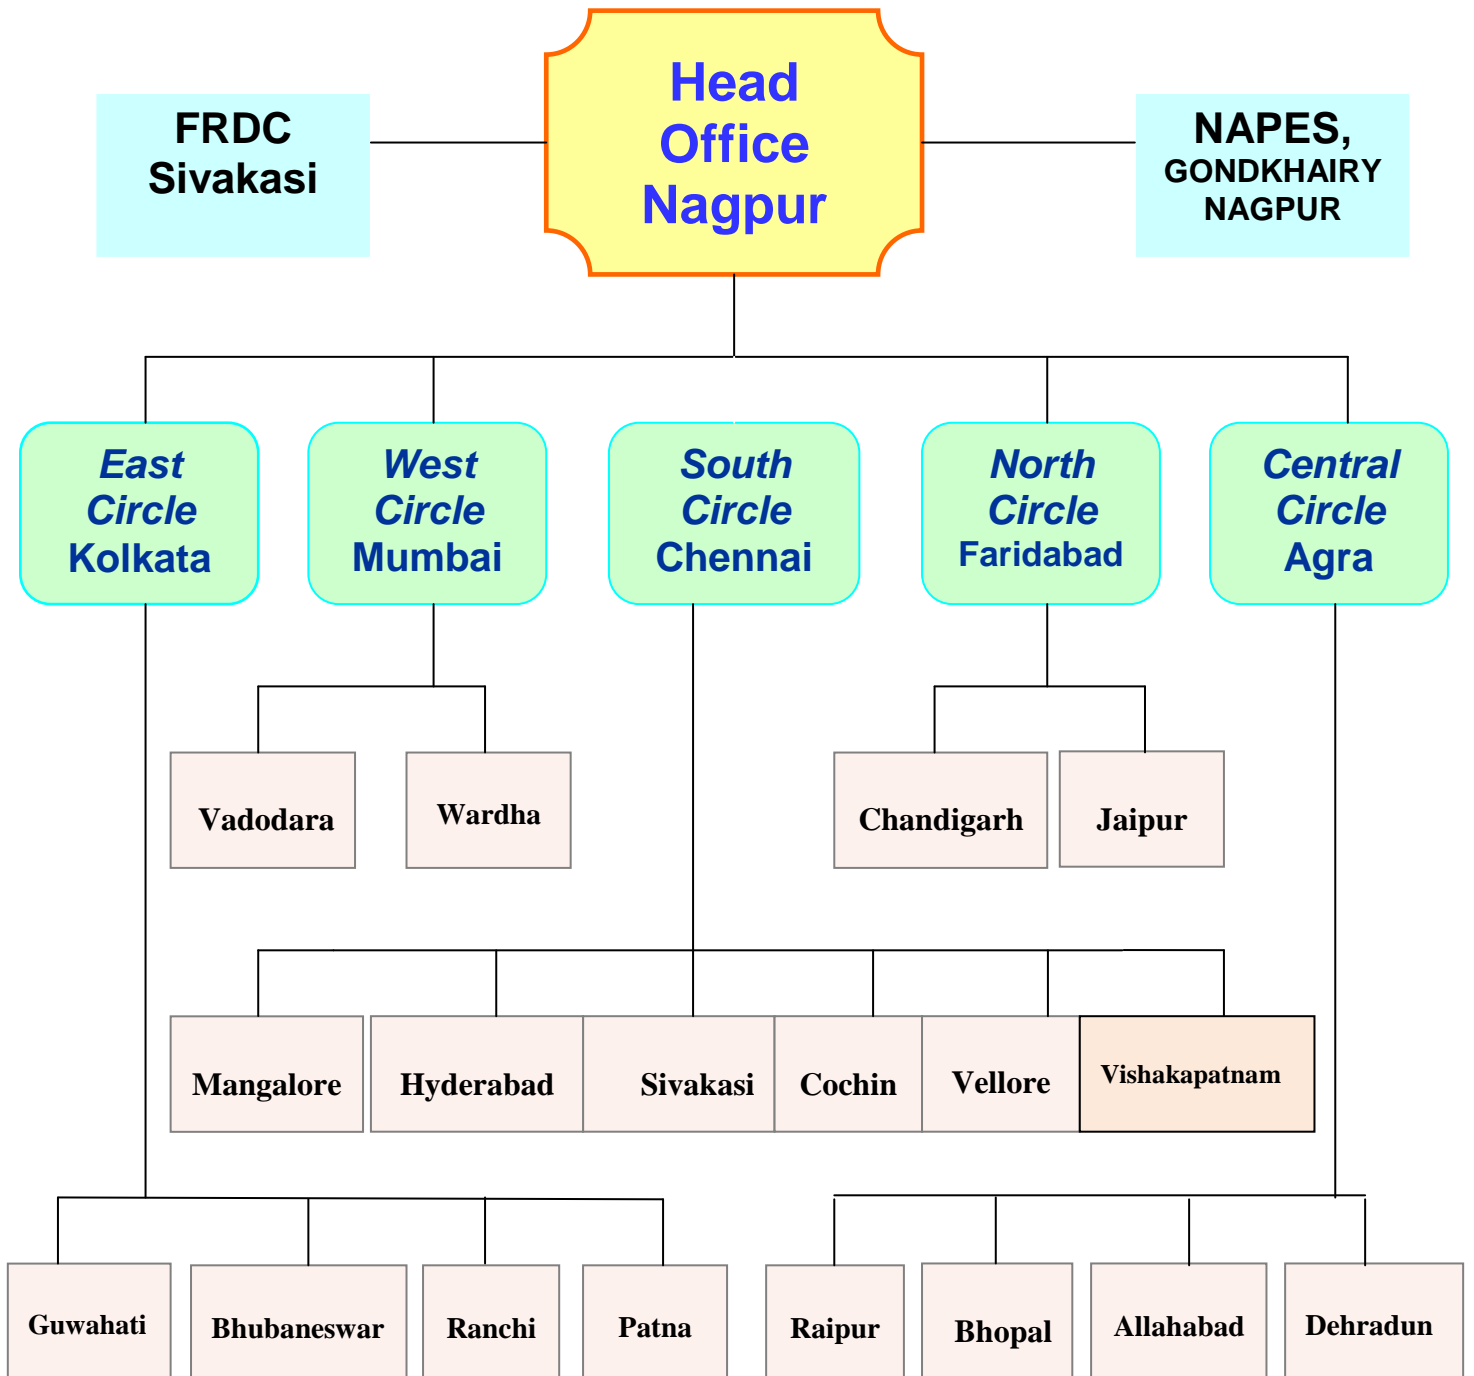 Head
Office
Nagpur
FRDC
Sivakasi
NAPES,
GONDKHAIRY
NAGPUR
East
Circle
Kolkata
West
Circle
Mumbai
South
Circle
Chennai
North
Circle
Faridabad
Central
Circle
Agra
Vadodara
Wardha
Chandigarh
Jaipur
Mangalore
Hyderabad
Sivakasi
Cochin
Vellore
Vishakapatnam
Guwahati
Bhubaneswar
Ranchi
Patna
Raipur
Bhopal
Allahabad
Dehradun